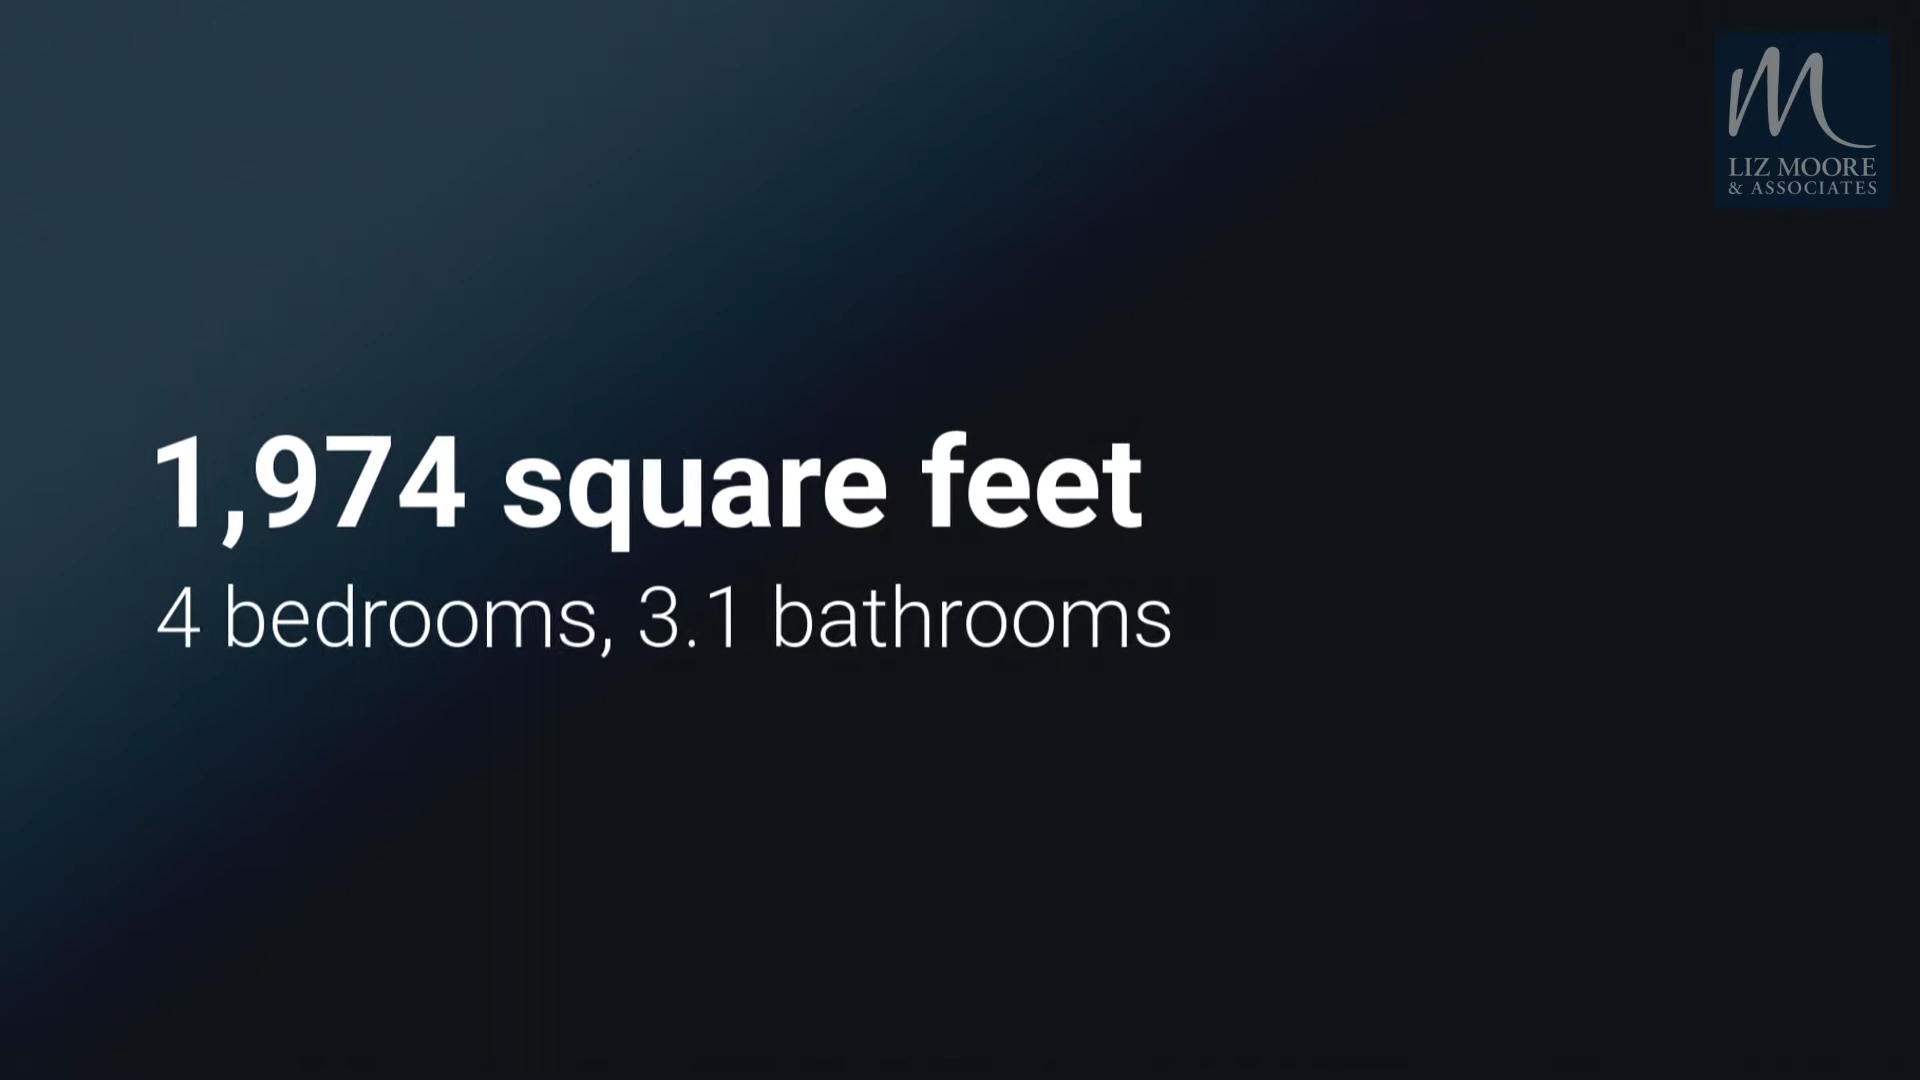 LIZ MOORE
& ASSOCIATES
1,974 square feet
4 bedrooms, 3.1 bathrooms